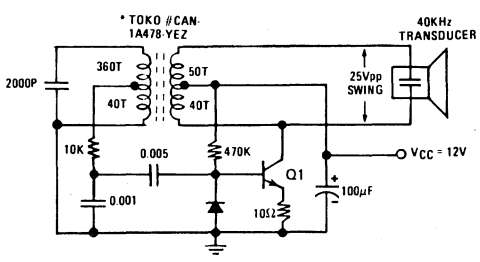 * TOKO #CAN-
1A478-YEZ
40KHz
TRANSDUCER
360T
50T
25Vpp
SWING
2000P
40T
40T
10K
0.005
470K
VCC = 12V
Q1
+
100µF
-
0.001
10Ω